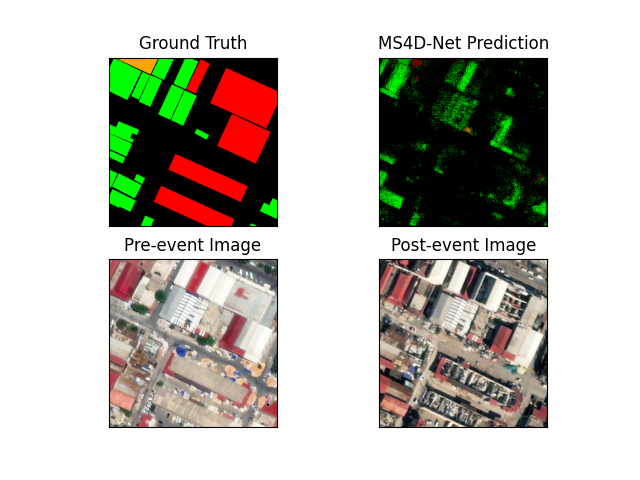 Ground Truth
MS4D-Net Prediction
Pre-event Image
Post-event Image